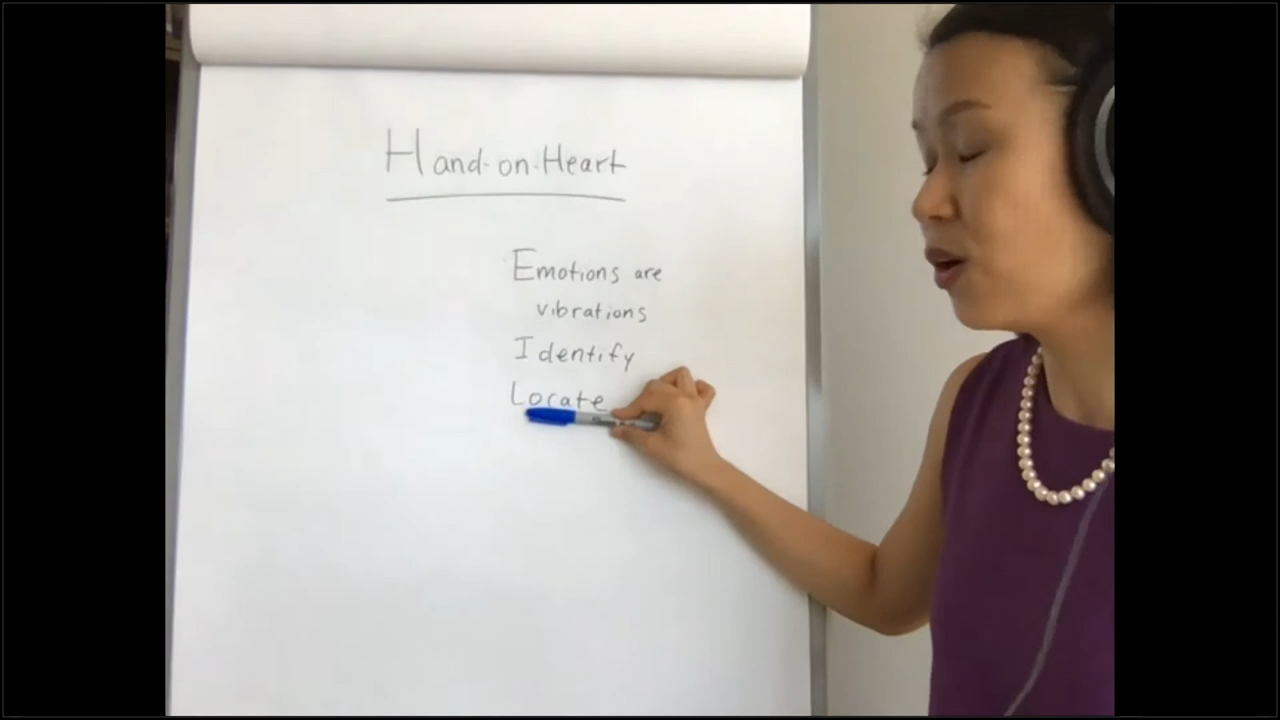 Hand-on-Heart
Emotions are
vibrations
Identify
Locate